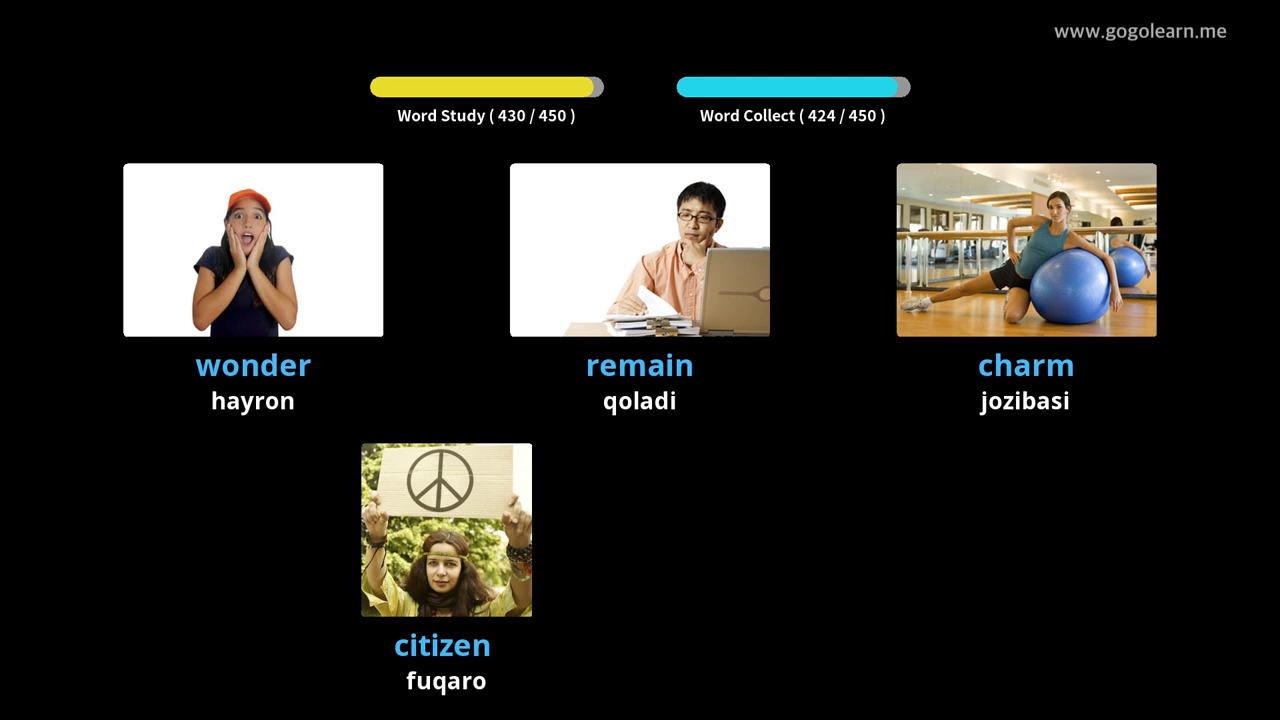 www.gogolearn.me
Word Study ( 430 / 450 )
Word Collect ( 424 / 450 )
wonder
hayron
remain
qoladi
charm
jozibasi
citizen
fuqaro